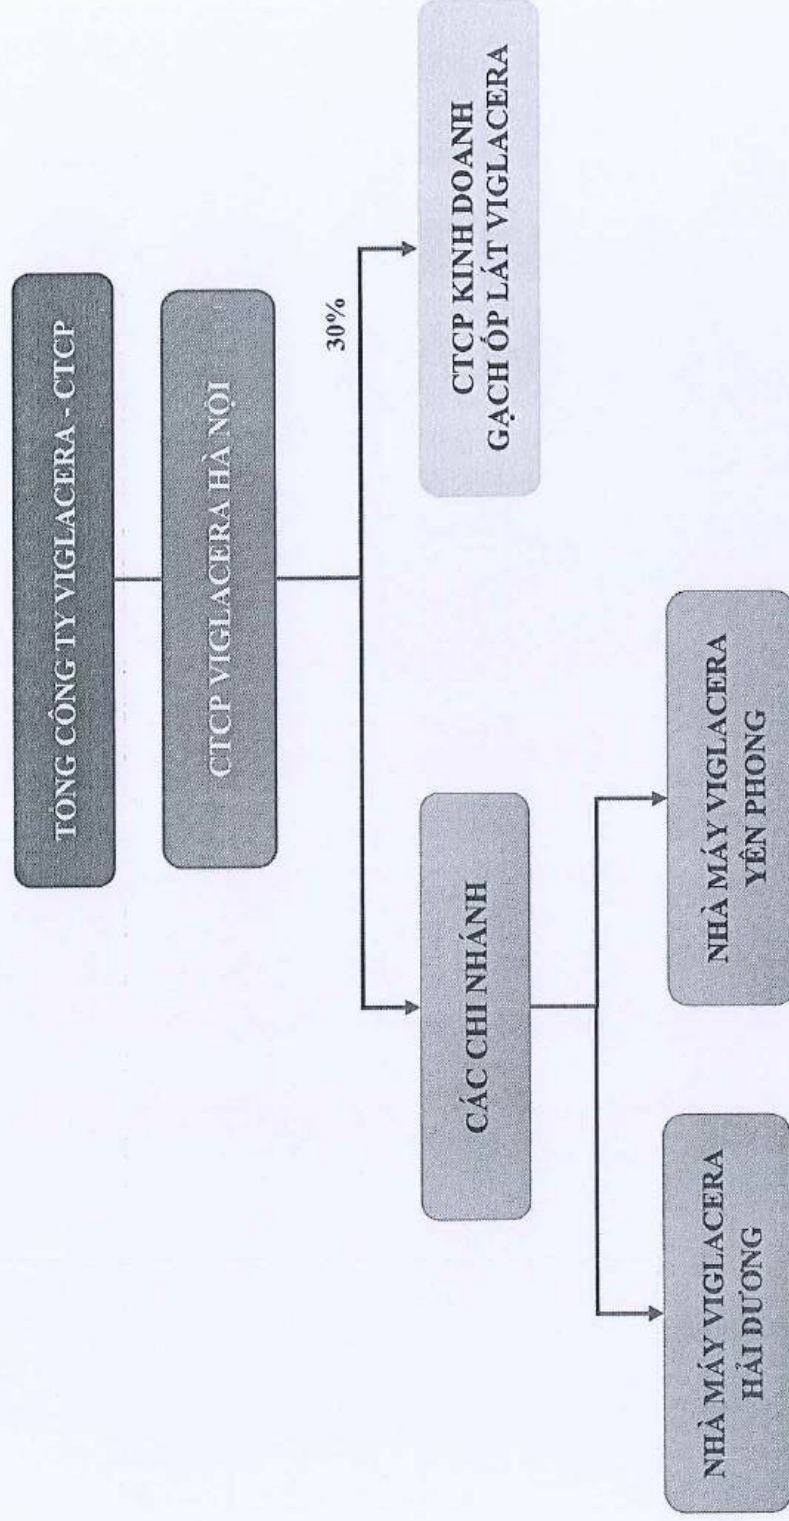 TỔNG CÔNG TY VIGLACERA - CTCP
CTCP VIGLACERA HÀ NỘI
30%
CÁC CHI NHÁNH
CTCP KINH DOANH
GẠCH ỐP LÁT VIGLACERA
NHÀ MÁY VIGLACERA
HẢI DƯƠNG
NHÀ MÁY VIGLACERA
YÊN PHONG